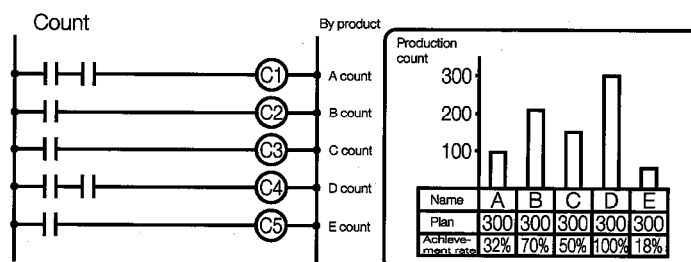 Count
By product
C1 A count
C2 B count
C3 C count
C4 D count
C5 E count
Production
count
300
200
100
Name A B C D E
Plan 300 300 300 300 300
Achieve-
ment rate 32% 70% 50% 100% 18%